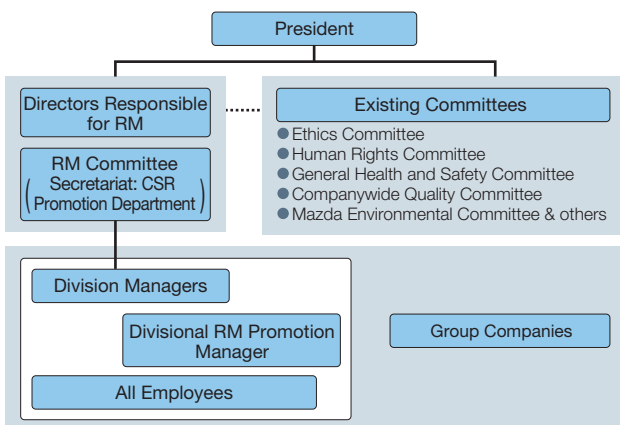 President
Directors Responsible
for RM
RM Committee
(Secretariat: CSR
Promotion Department)
Existing Committees
● Ethics Committee
● Human Rights Committee
● General Health and Safety Committee
● Companywide Quality Committee
● Mazda Environmental Committee & others
Division Managers
Divisional RM Promotion
Manager
All Employees
Group Companies